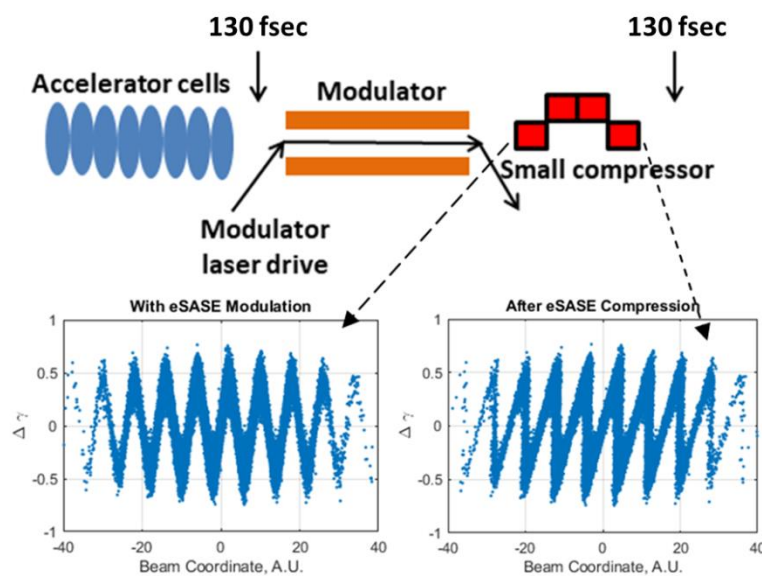 130 fsec
130 fsec
Accelerator cells
Modulator
Small compressor
Modulator
laser drive
With eSASE Modulation
After eSASE Compression
1
0.5
0
-0.5
-1
Δ γ
-40
-20
0
20
40
Beam Coordinate, A.U.
1
0.5
0
-0.5
-1
Δ γ
-40
-20
0
20
40
Beam Coordinate, A.U.